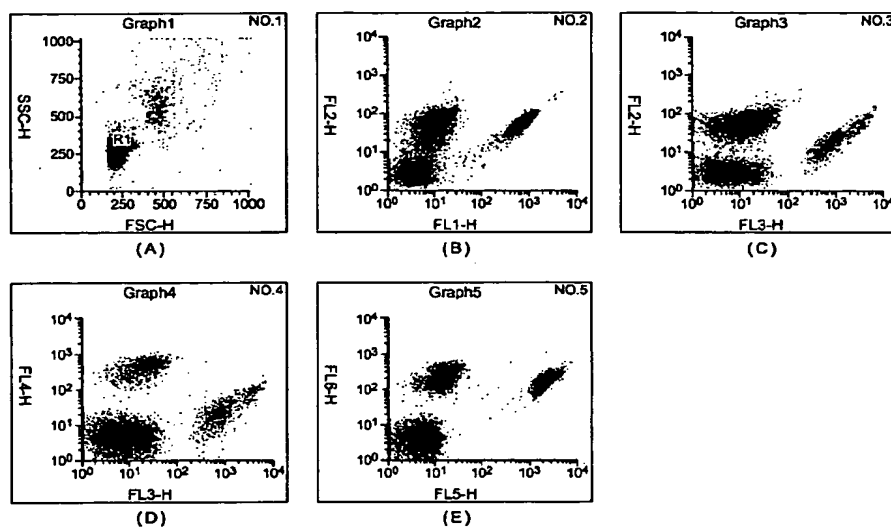 Graph1 NO.1
1000
750
500
250
0
SSC-H
R1
0 250 500 750 1000
FSC-H
(A)
Graph2 NO.2
10⁴
10³
10²
10¹
10⁰
FL2-H
10⁰ 10¹ 10² 10³ 10⁴
FL1-H
(B)
Graph3 NO.3
10⁴
10³
10²
10¹
10⁰
FL2-H
10⁰ 10¹ 10² 10³ 10⁴
FL3-H
(C)
Graph4 NO.4
10⁴
10³
10²
10¹
10⁰
FL4-H
10⁰ 10¹ 10² 10³ 10⁴
FL3-H
(D)
Graph5 NO.5
10⁴
10³
10²
10¹
10⁰
FL6-H
10⁰ 10¹ 10² 10³ 10⁴
FL5-H
(E)